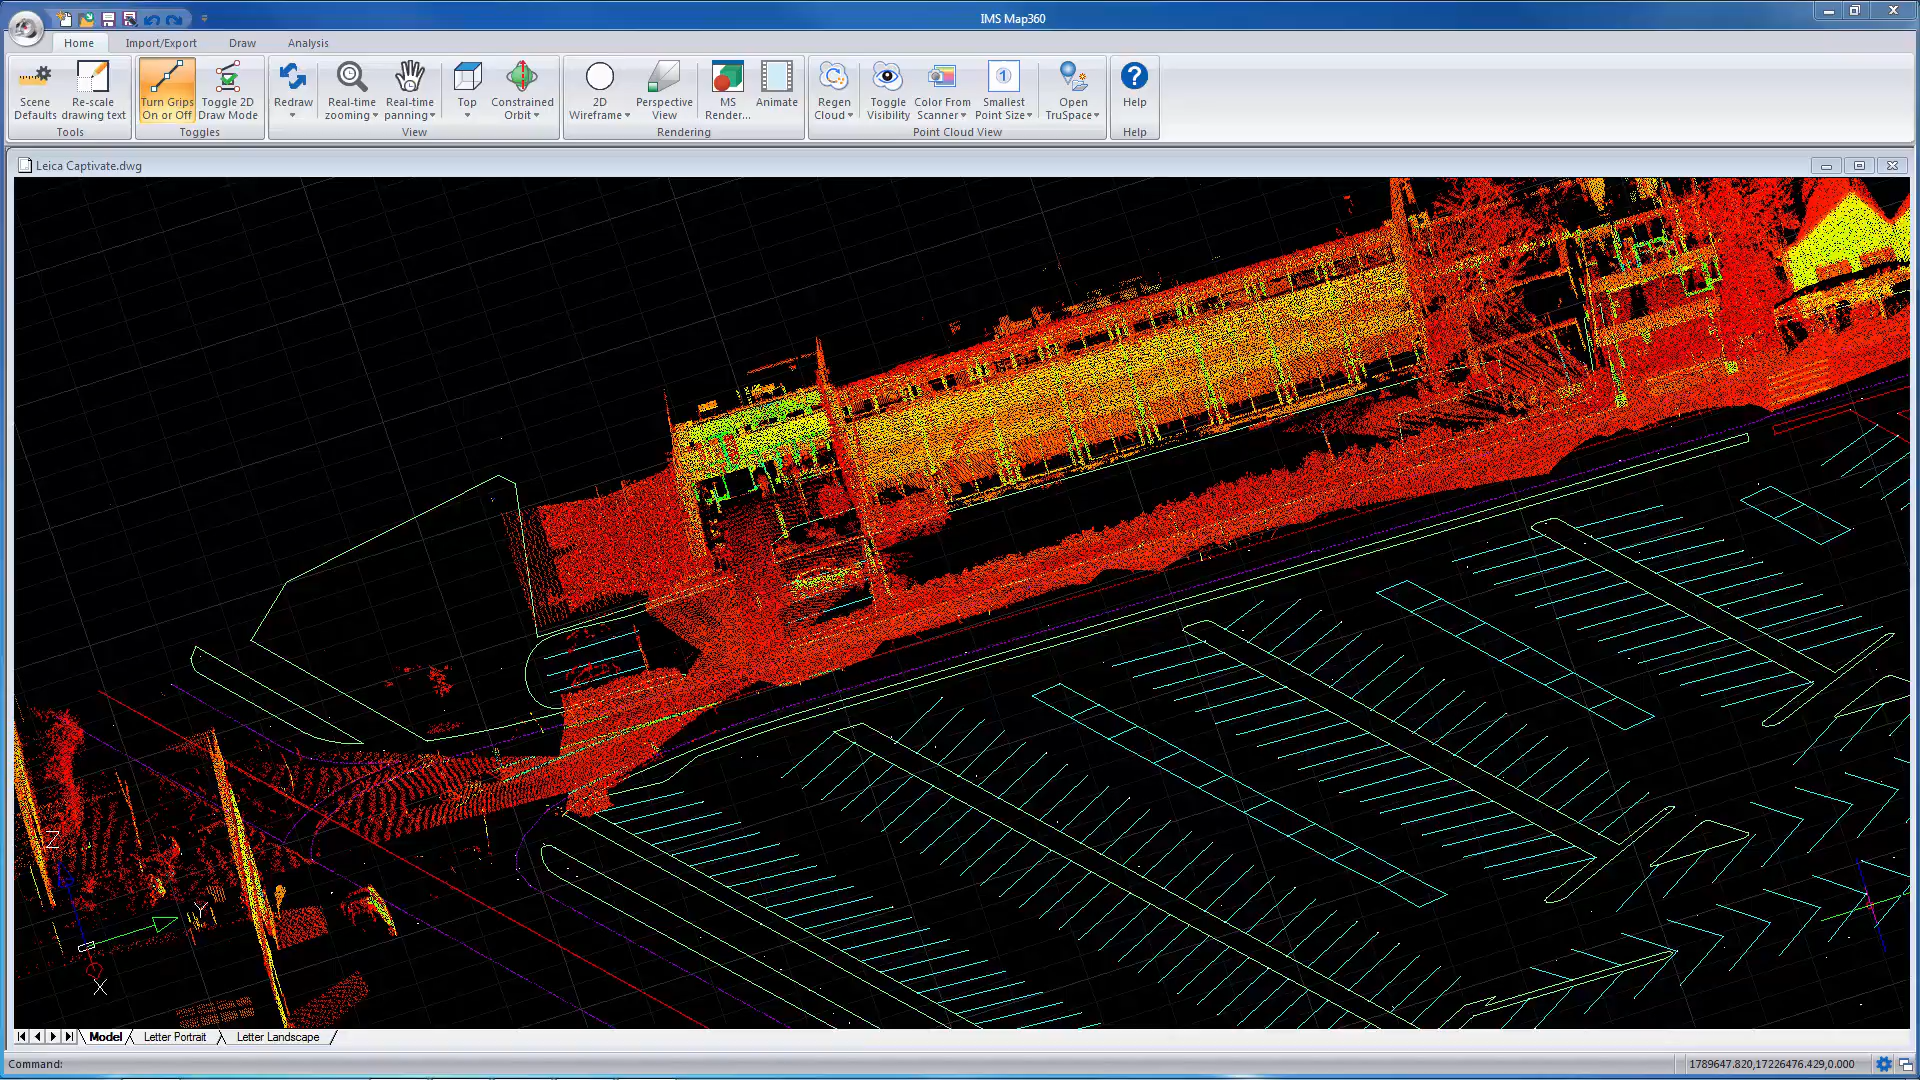 IMS Map360
Home Import/Export Draw Analysis
Scene Defaults
Re-scale drawing text
Turn Grips On or Off
Toggle 2D Draw Mode
Redraw
Real-time zooming
Real-time panning
Top
Constrained Orbit
2D Wireframe
Perspective View
MS Render...
Animate
Regen Cloud
Toggle Visibility
Color From Scanner
1
Smallest Point Size
Open TruSpace
?
Help
Tools Toggles View Rendering Point Cloud View Help
Leica Captivate.dwg
Z
Y
X
Model Letter Portrait Letter Landscape
Command:
1789647.820,17226476.429,0.000